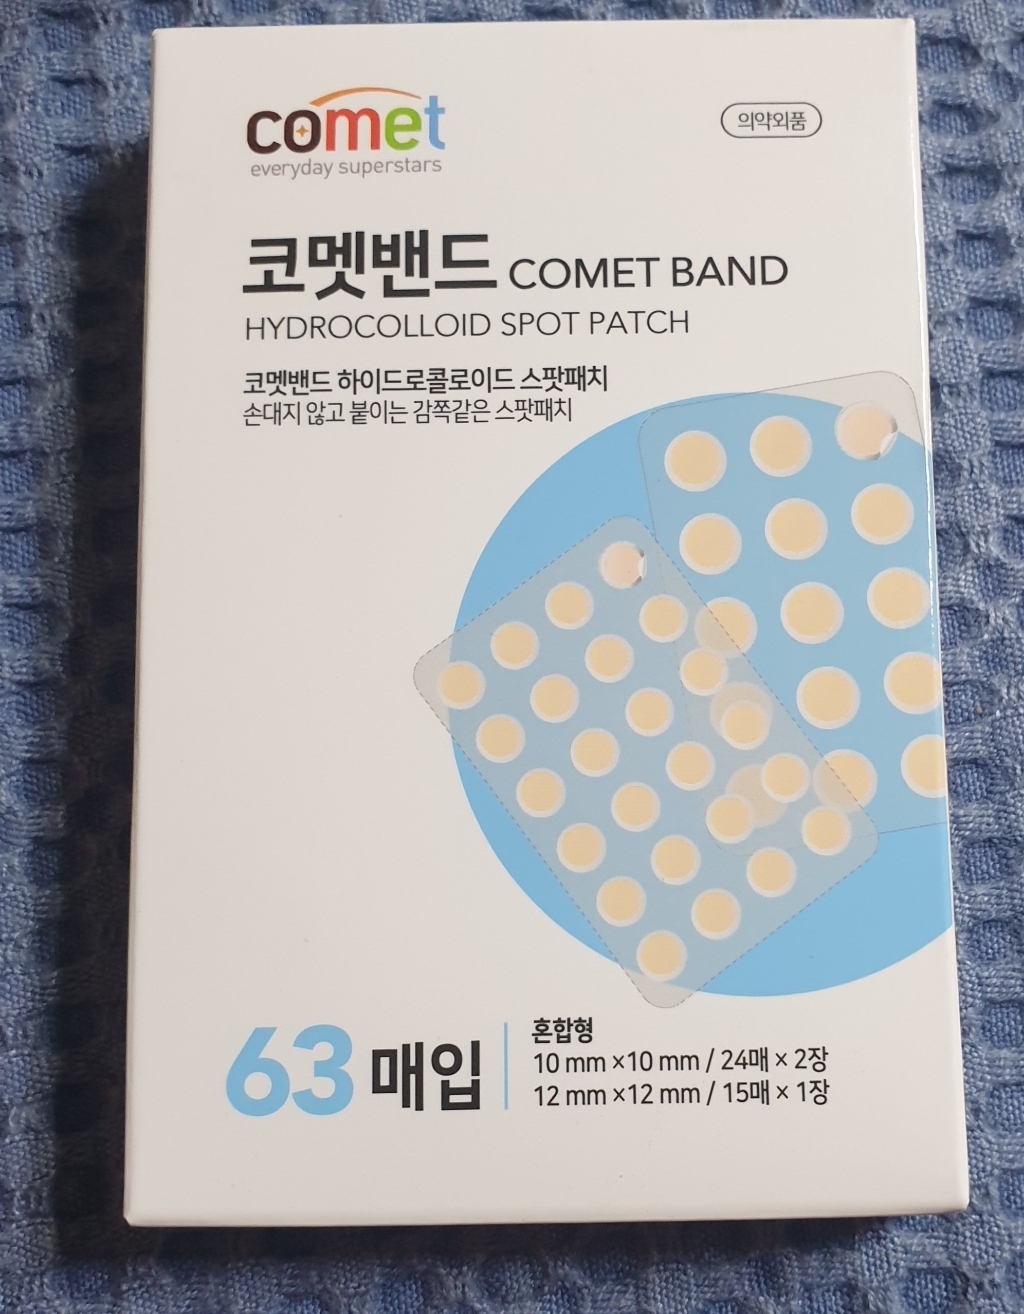 comet
everyday superstars
의약외품
코멧밴드 COMET BAND
HYDROCOLLOID SPOT PATCH
코멧밴드 하이드로콜로이드 스팟패치
손대지 않고 붙이는 감쪽같은 스팟패치
63 매입
혼합형
10 mm ×10 mm / 24매 × 2장
12 mm ×12 mm / 15매 × 1장